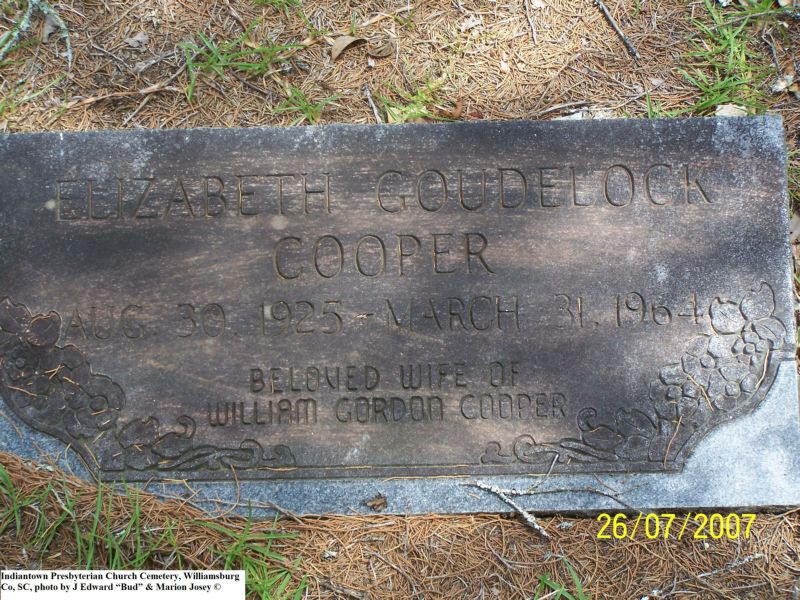 ELIZABETH GOUDELOCK
COOPER
AUG. 30, 1925 - MARCH 31, 1964
BELOVED WIFE OF
WILLIAM GORDON COOPER
26/07/2007
Indiantown Presbyterian Church Cemetery, Williamsburg
Co, SC, photo by J Edward “Bud” & Marion Josey ©